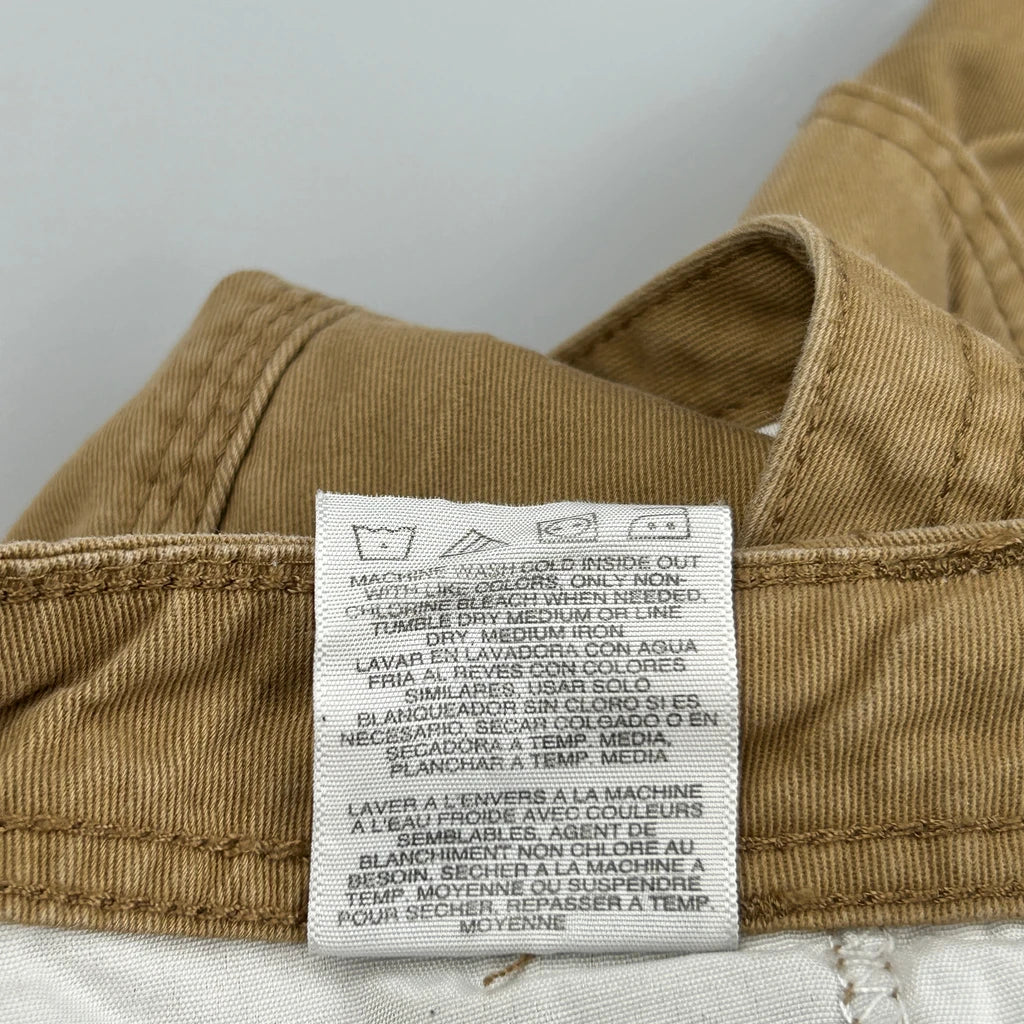 MACHINE WASH COLD INSIDE OUT
WITH LIKE COLORS, ONLY NON-
CHLORINE BLEACH WHEN NEEDED,
TUMBLE DRY MEDIUM OR LINE
DRY, MEDIUM IRON
LAVAR EN LAVADORA CON AGUA
FRIA AL REVES CON COLORES
SIMILARES, USAR SOLO
BLANQUEADOR SIN CLORO SI ES
NECESARIO, SECAR COLGADO O EN
SECADORA A TEMP. MEDIA,
PLANCHAR A TEMP. MEDIA
LAVER A L'ENVERS A LA MACHINE
A L'EAU FROIDE AVEC COULEURS
SEMBLABLES, AGENT DE
BLANCHIMENT NON CHLORE AU
BESOIN, SECHER A LA MACHINE A
TEMP. MOYENNE OU SUSPENDRE
POUR SECHER, REPASSER A TEMP.
MOYENNE